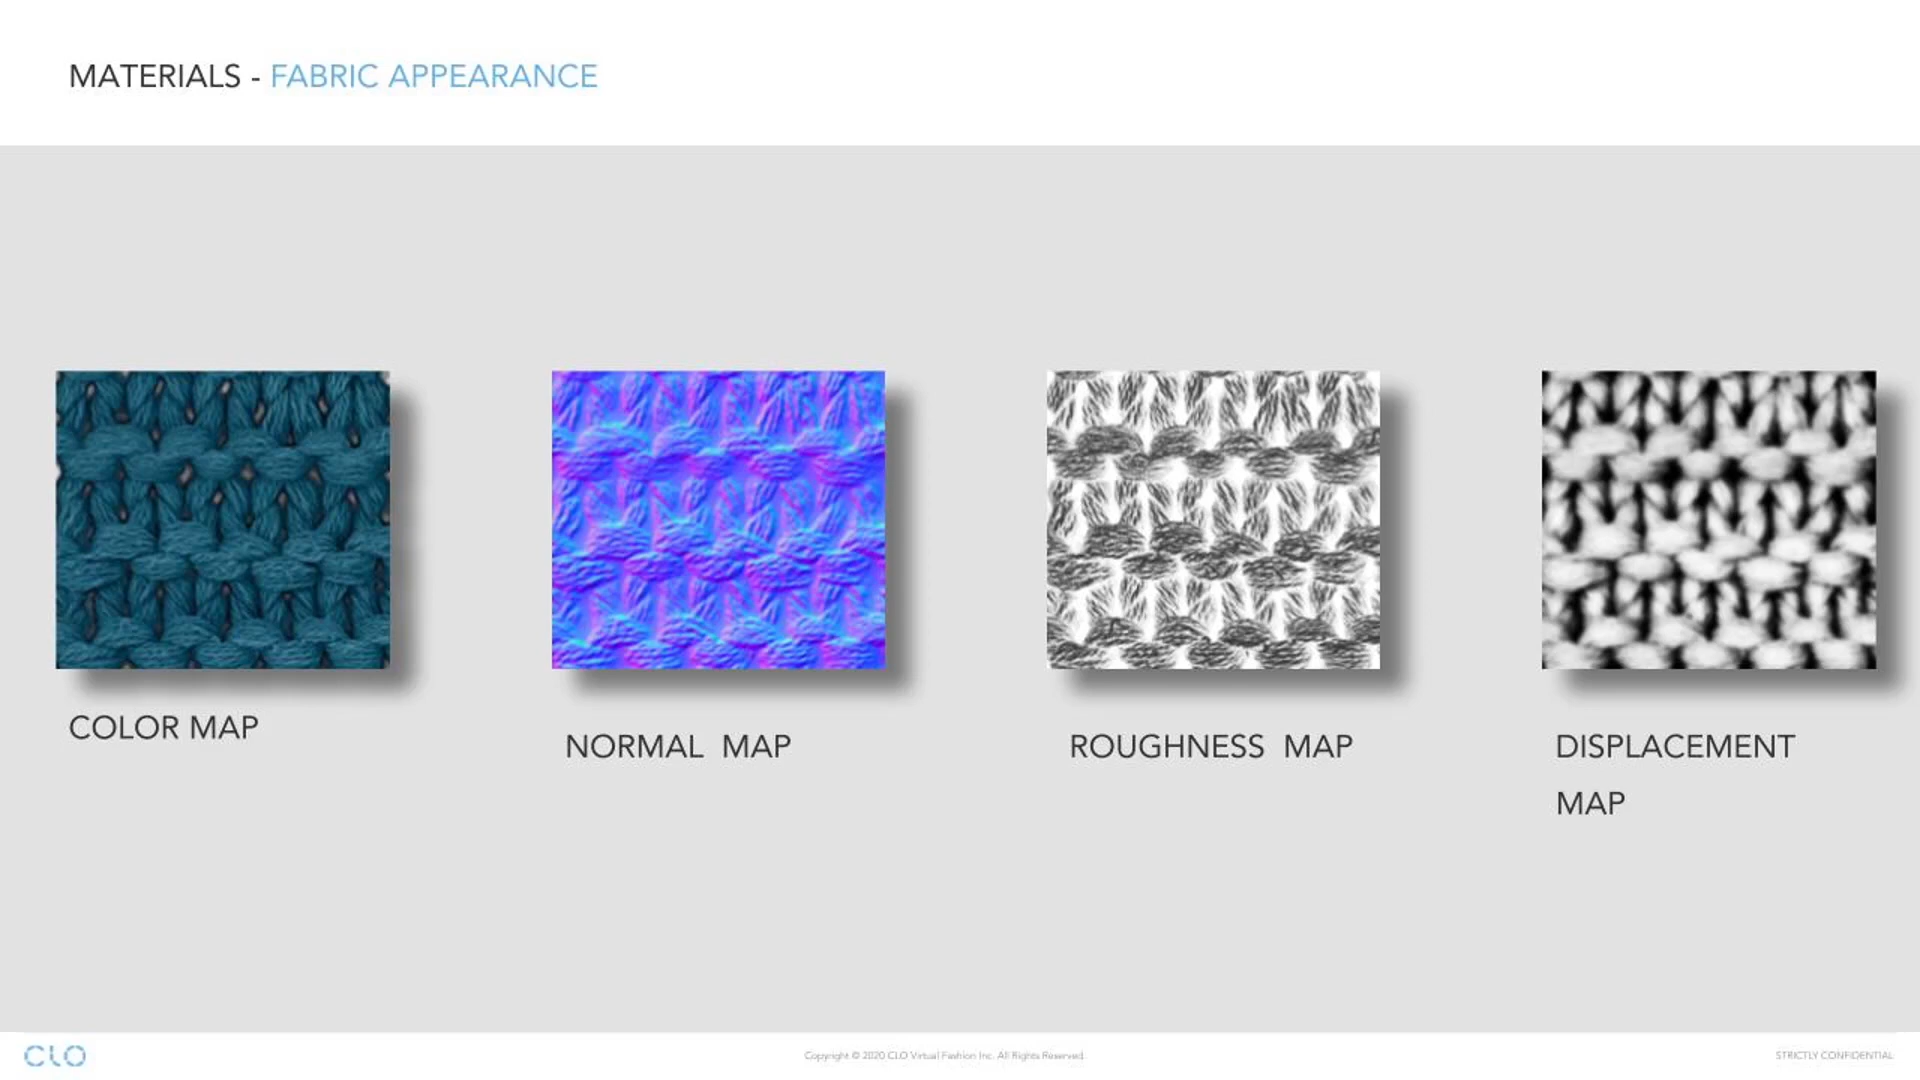 MATERIALS - FABRIC APPEARANCE
COLOR MAP
NORMAL MAP
ROUGHNESS MAP
DISPLACEMENT
MAP
CLO
Copyright © 2020 CLO Virtual Fashion Inc. All Rights Reserved.
STRICTLY CONFIDENTIAL